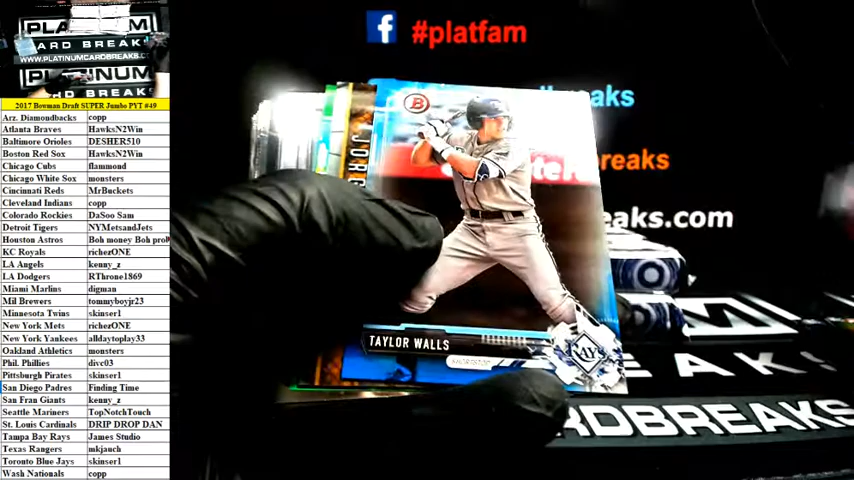 PLATINUM
CARD BREAKS
WWW.PLATINUMCARDBREAKS.C
PLATINUM
2017 Bowman Draft SUPER Jumbo PYT #49
Arz. Diamondbacks copp
Atlanta Braves HawksN2Win
Baltimore Orioles DESHER510
Boston Red Sox HawksN2Win
Chicago Cubs flammond
Chicago White Sox monsters
Cincinnati Reds MrBuckets
Cleveland Indians copp
Colorado Rockies DaSoo Sam
Detroit Tigers NYMetsandJets
Houston Astros Boh money Boh prol
KC Royals richezONE
LA Angels kenny_z
LA Dodgers RThrone1869
Miami Marlins digman
Mil Brewers tommyboyjr23
Minnesota Twins skinser1
New York Mets richezONE
New York Yankees alldaytoplay33
Oakland Athletics monsters
Phil. Phillies divc03
Pittsburgh Pirates skinser1
San Diego Padres Finding Time
San Fran Giants kenny_z
Seattle Mariners TopNotchTouch
St. Louis Cardinals DRIP DROP DAN
Tampa Bay Rays James Studio
Texas Rangers mkjauch
Toronto Blue Jays skinser1
Wash Nationals copp
f #platfam
eaks
breaks
eaks.com
B
JORG
TAYLOR WALLS
SHORTSTOP
RAYS
M
BREAK
RDBREAKS.COM